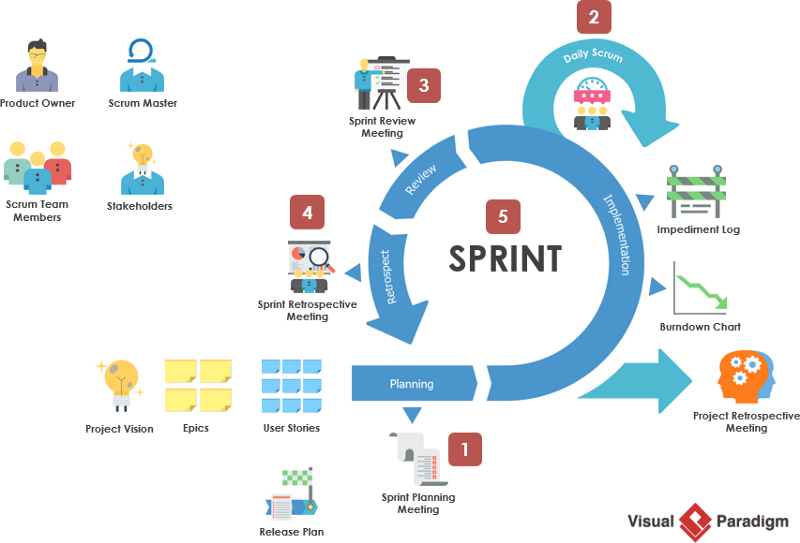 2
Daily Scrum
3
Sprint Review
Meeting
Product Owner
Scrum Master
Scrum Team
Members
Stakeholders
Review
Implementation
Impediment Log
4
5
SPRINT
Retrospect
Sprint Retrospective
Meeting
Burndown Chart
Planning
Project Vision
Epics
User Stories
Project Retrospective
Meeting
1
Sprint Planning
Meeting
Release Plan
Visual Paradigm